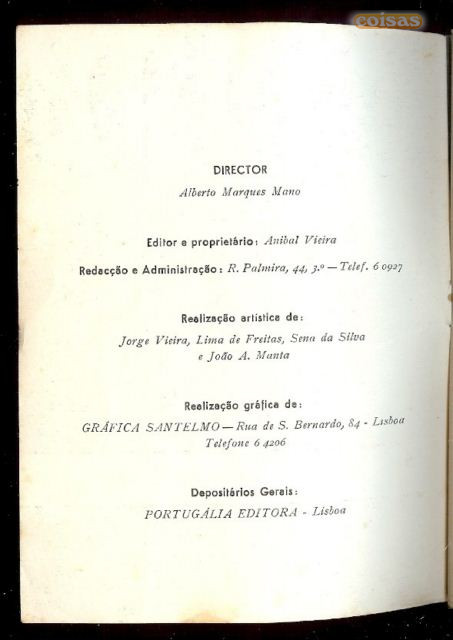 coisas
DIRECTOR
Alberto Marques Mano
Editor e proprietário: Anibal Vieira
Redacção e Administração: R. Palmira, 44, 3.º — Telef. 6 0927
Realização artística de:
Jorge Vieira, Lima de Freitas, Sena da Silva
e João A. Manta
Realização gráfica de:
GRÁFICA SANTELMO — Rua de S. Bernardo, 84 - Lisboa
Telefone 6 4206
Depositários Gerais:
PORTUGÁLIA EDITORA - Lisboa